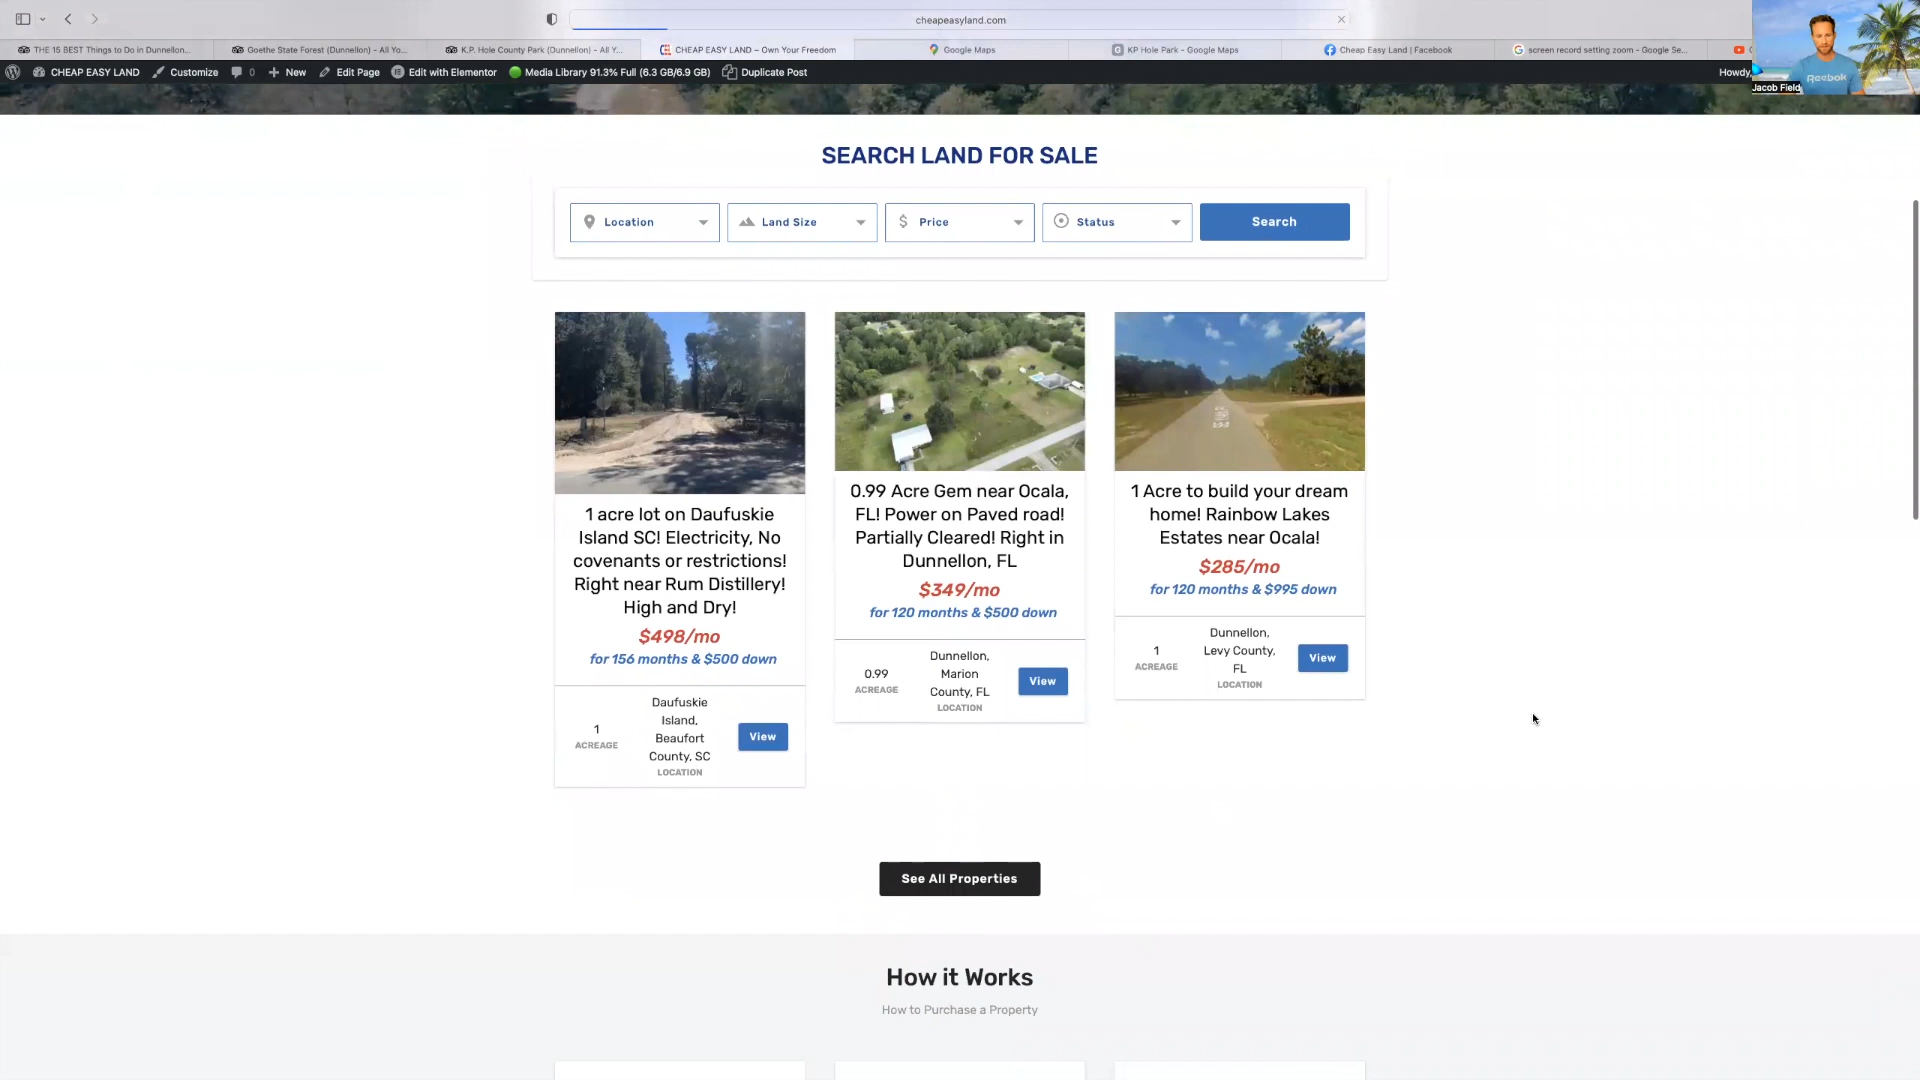 cheapeasyland.com
THE 15 BEST Things to Do in Dunnellon...
Goethe State Forest (Dunnellon) – All Yo...
K.P. Hole County Park (Dunnellon) – All Y...
CHEAP EASY LAND – Own Your Freedom
Google Maps
KP Hole Park - Google Maps
Cheap Easy Land | Facebook
screen record setting zoom - Google Se...
CHEAP EASY LAND
Customize
0
New
Edit Page
Edit with Elementor
Media Library 91.3% Full (6.3 GB/6.9 GB)
Duplicate Post
Howdy,
Reebok
Jacob Field
SEARCH LAND FOR SALE
Location
Land Size
Price
Status
Search
1 acre lot on Daufuskie
Island SC! Electricity, No
covenants or restrictions!
Right near Rum Distillery!
High and Dry!
$498/mo
for 156 months & $500 down
1
ACREAGE
Daufuskie
Island,
Beaufort
County, SC
LOCATION
View
0.99 Acre Gem near Ocala,
FL! Power on Paved road!
Partially Cleared! Right in
Dunnellon, FL
$349/mo
for 120 months & $500 down
0.99
ACREAGE
Dunnellon,
Marion
County, FL
LOCATION
View
1 Acre to build your dream
home! Rainbow Lakes
Estates near Ocala!
$285/mo
for 120 months & $995 down
1
ACREAGE
Dunnellon,
Levy County,
FL
LOCATION
View
See All Properties
How it Works
How to Purchase a Property